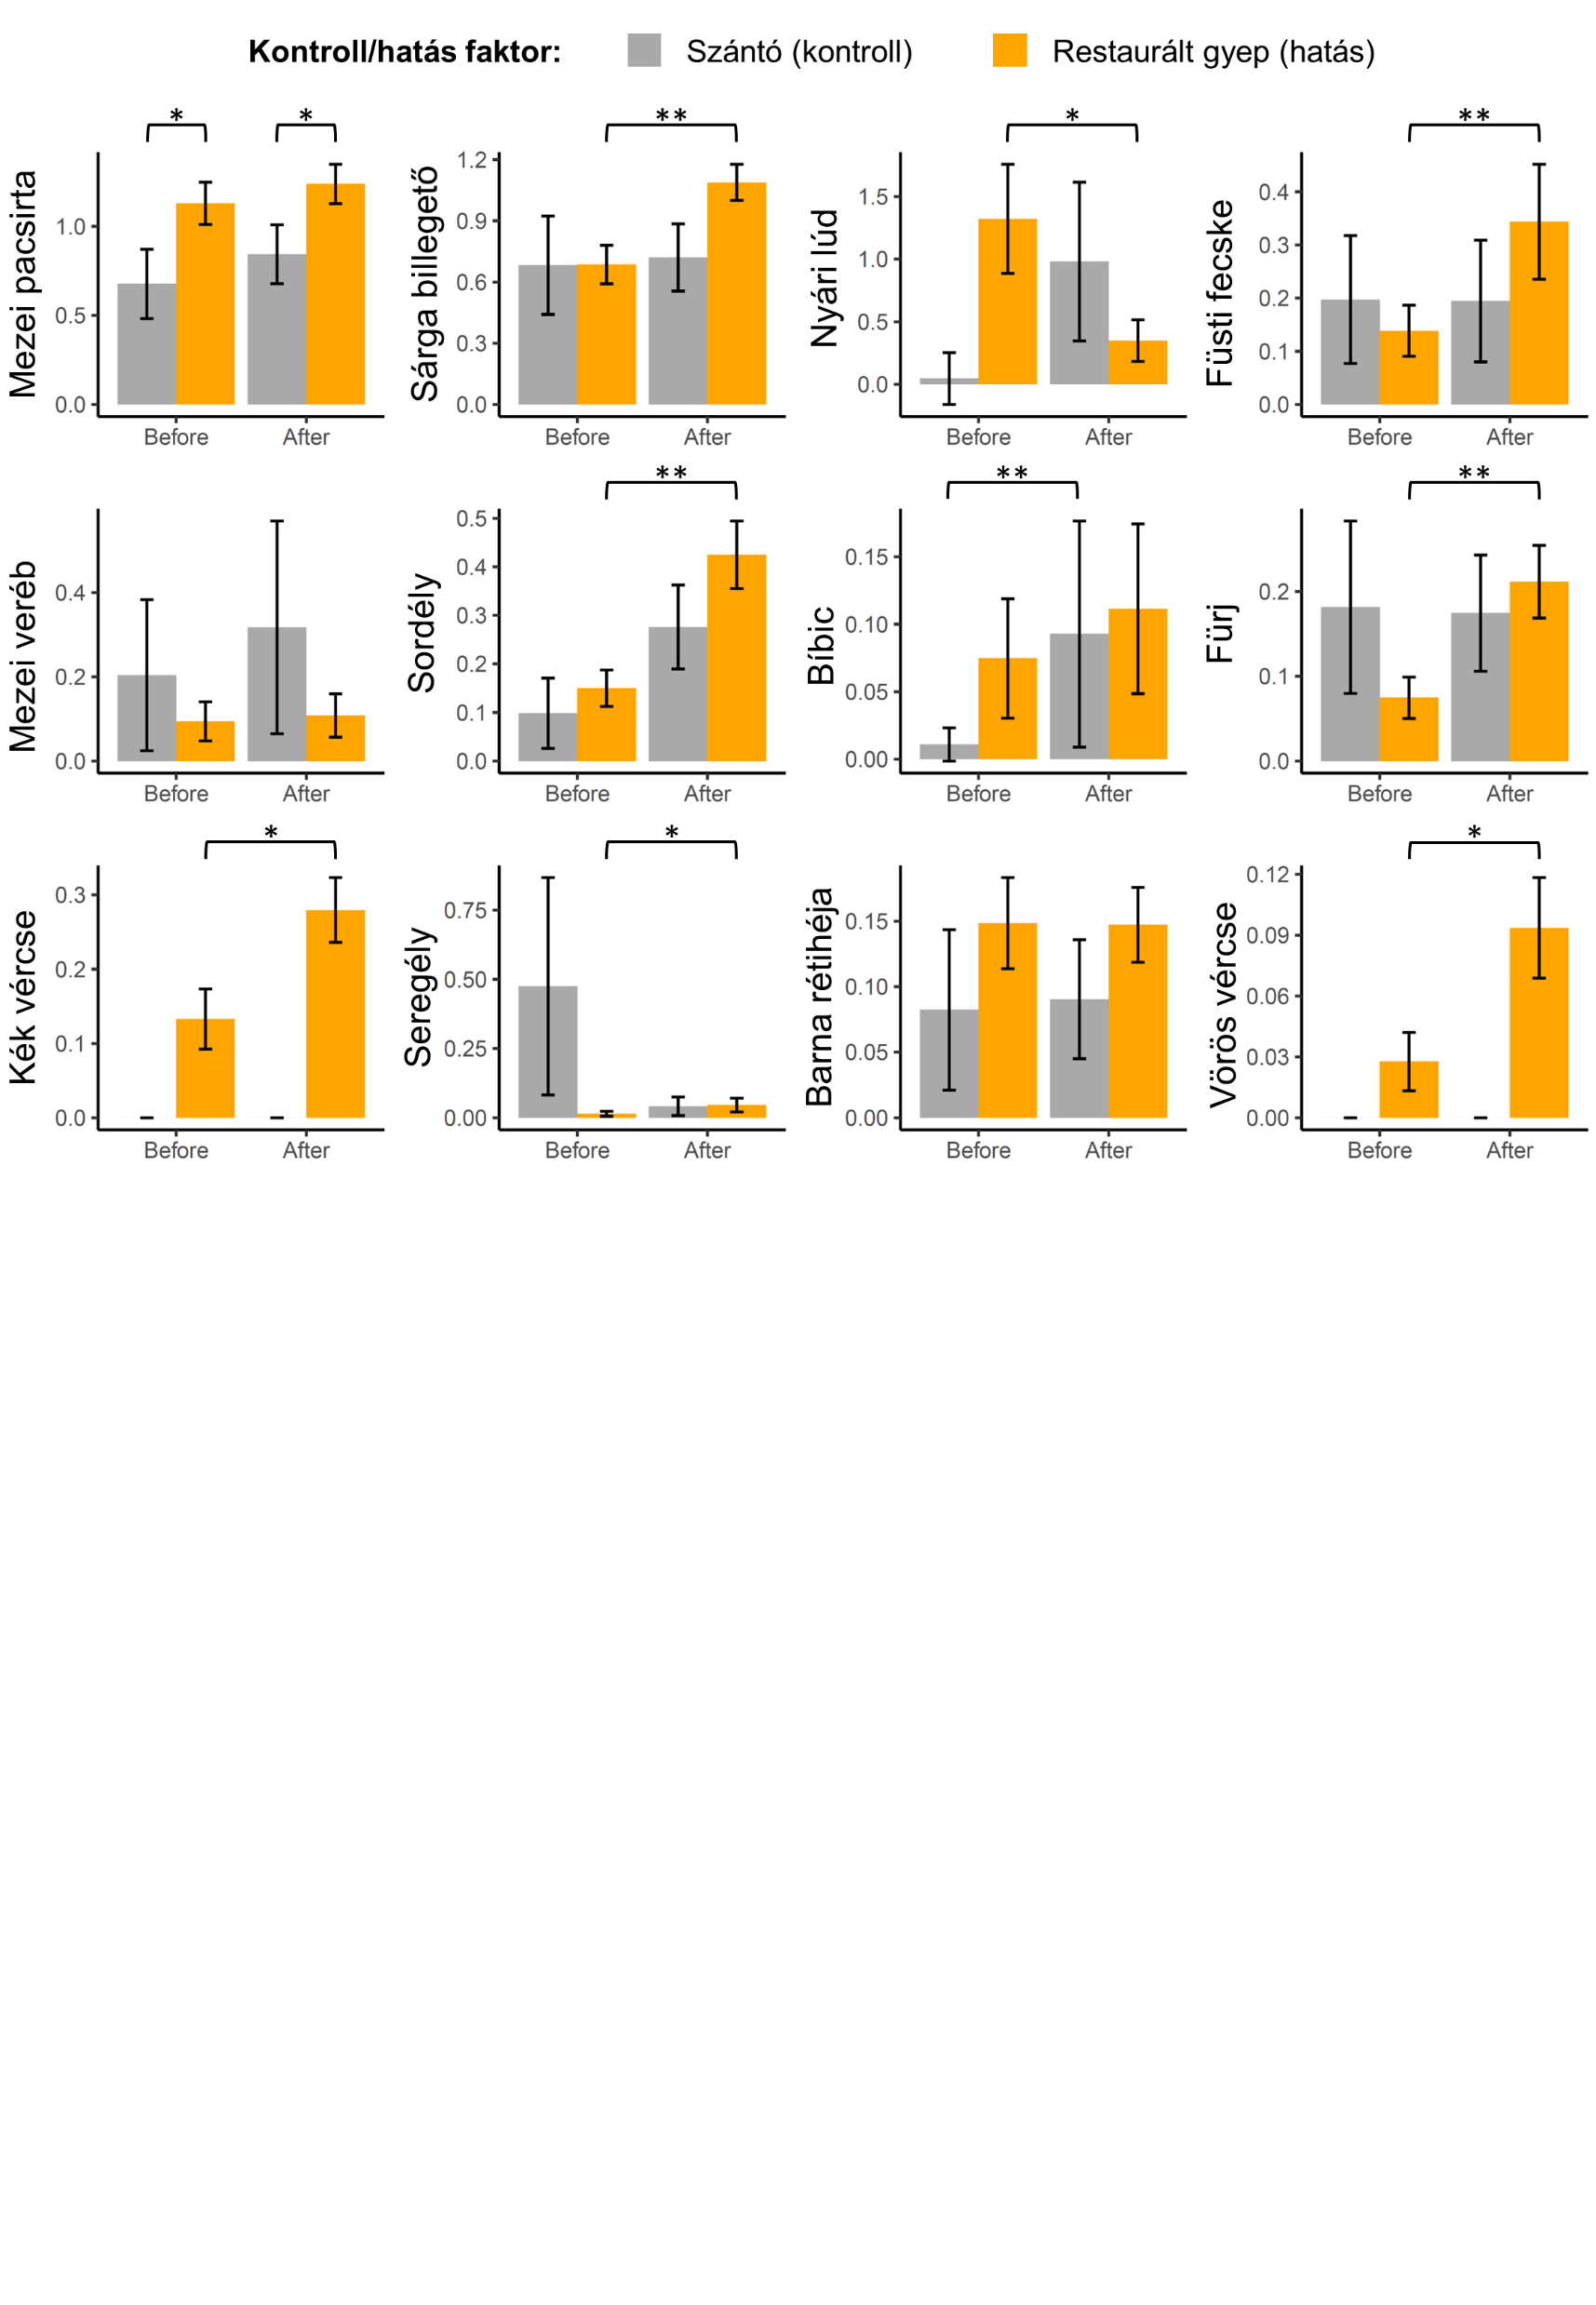 Kontroll/hatás faktor: Szántó (kontroll) Restaurált gyep (hatás)
* * ** * **
Mezei pacsirta
1.0
0.5
0.0
Before After
Sárga billegető
1.2
0.9
0.6
0.3
0.0
Before After
Nyári lúd
1.5
1.0
0.5
0.0
Before After
Füsti fecske
0.4
0.3
0.2
0.1
0.0
Before After
** ** **
Mezei veréb
0.4
0.2
0.0
Before After
Sordély
0.5
0.4
0.3
0.2
0.1
0.0
Before After
Bíbic
0.15
0.10
0.05
0.00
Before After
Fürj
0.2
0.1
0.0
Before After
* * *
Kék vércse
0.3
0.2
0.1
0.0
Before After
Seregély
0.75
0.50
0.25
0.00
Before After
Barna rétihéja
0.15
0.10
0.05
0.00
Before After
Vörös vércse
0.12
0.09
0.06
0.03
0.00
Before After